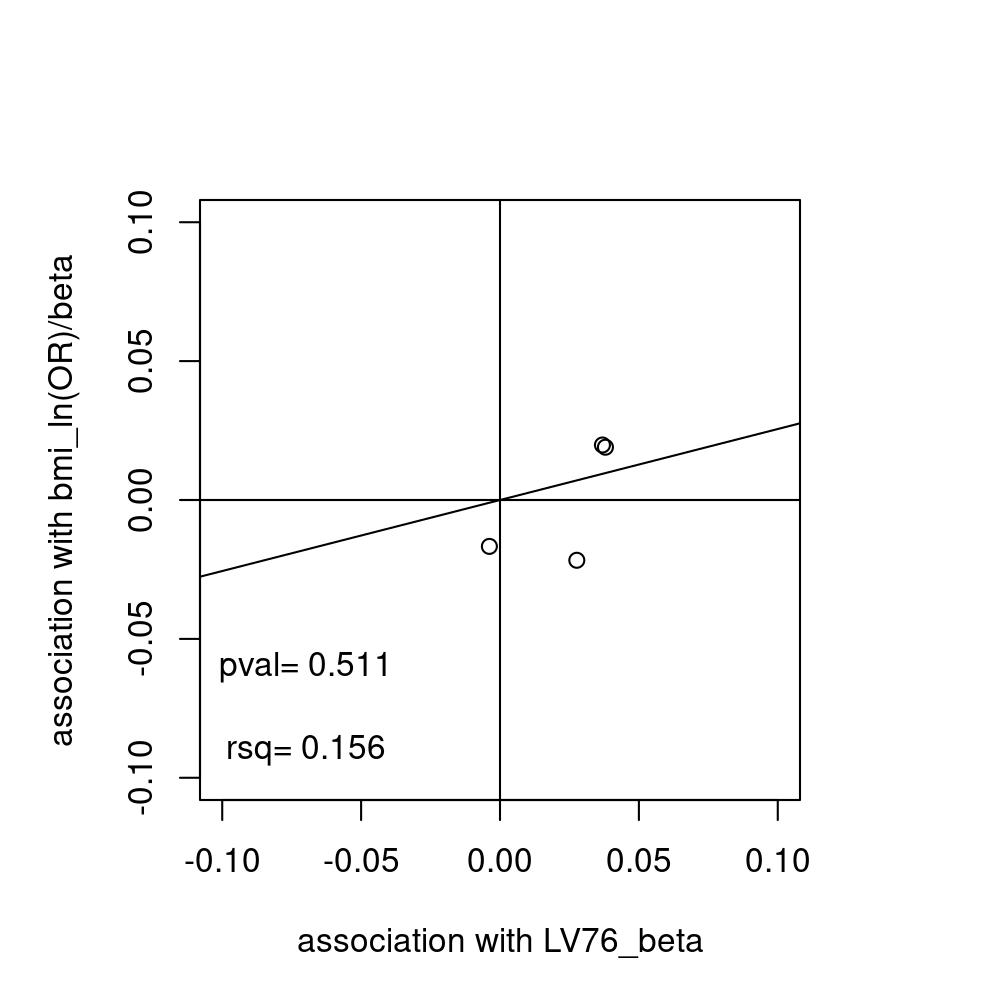 association with bmi_ln(OR)/beta
0.10
0.05
0.00
-0.05
-0.10
pval= 0.511
rsq= 0.156
-0.10 -0.05 0.00 0.05 0.10
association with LV76_beta